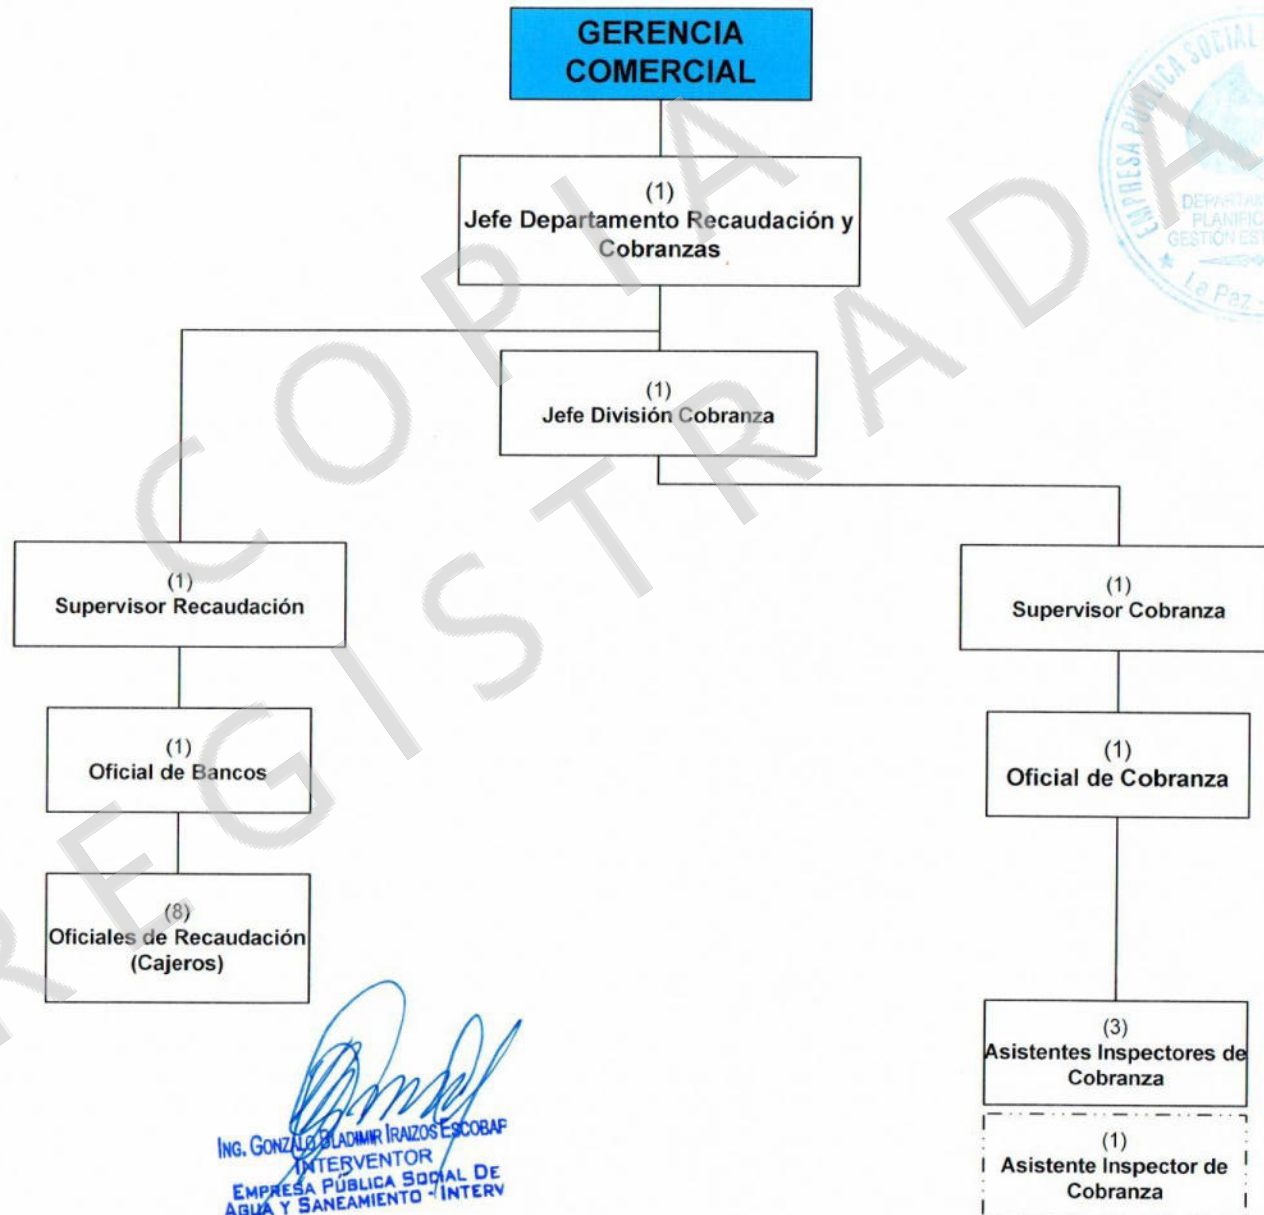 GERENCIA
COMERCIAL
(1)
Jefe Departamento Recaudación y
Cobranzas
(1)
Jefe División Cobranza
(1)
Supervisor Recaudación
(1)
Supervisor Cobranza
(1)
Oficial de Bancos
(1)
Oficial de Cobranza
(8)
Oficiales de Recaudación
(Cajeros)
(3)
Asistentes Inspectores de
Cobranza
(1)
Asistente Inspector de
Cobranza
COPIA
REGISTRADA
EMPRESA PÚBLICA SOCIAL
DEPARTAM
PLANIFIC
GESTIÓN EST
La Paz -
ING. GONZALO BLADIMIR IRAIZOS ESCOBAR
INTERVENTOR
EMPRESA PÚBLICA SOCIAL DE
AGUA Y SANEAMIENTO - INTERV